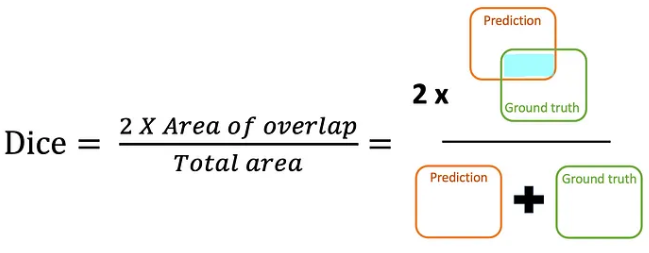 Dice = 2 X Area of overlap / Total area =
Prediction
2 x
Ground truth
Prediction + Ground truth